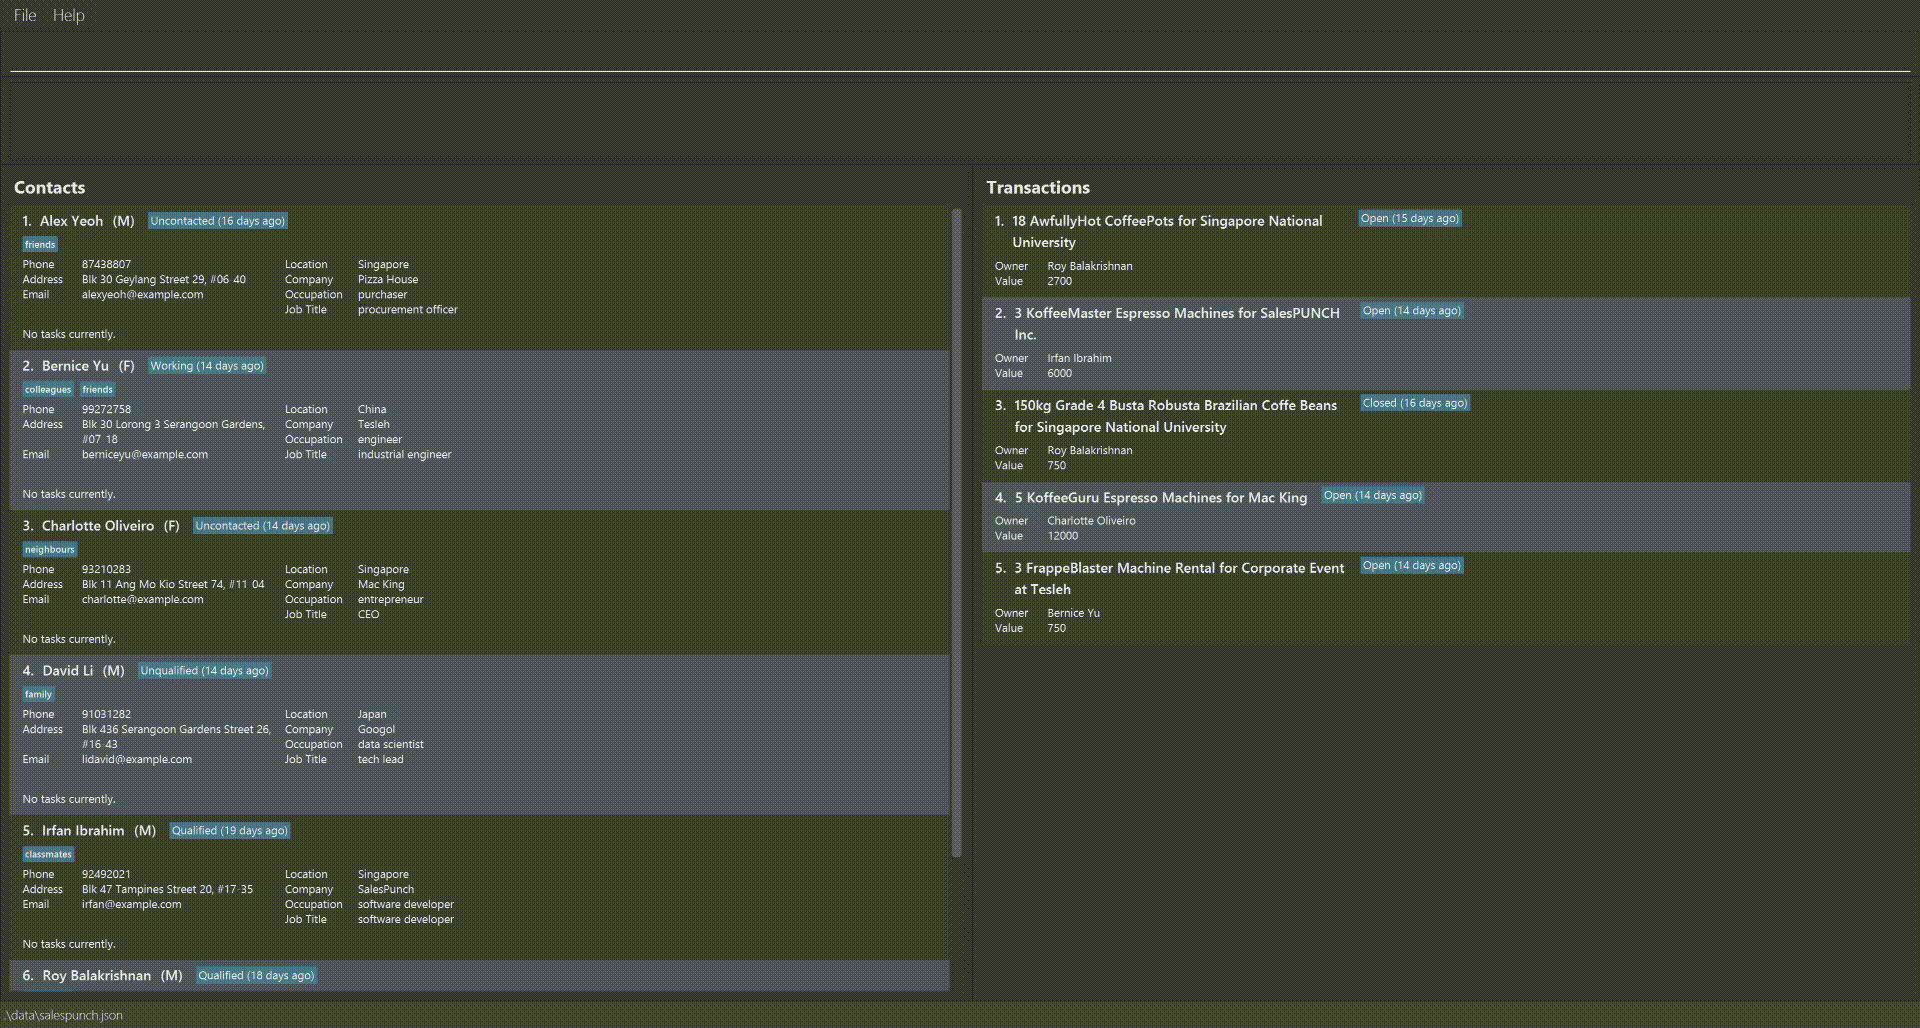 File Help
Contacts
1. Alex Yeoh (M) Uncontacted (16 days ago)
friends
Phone 87438807 Location Singapore
Address Blk 30 Geylang Street 29, #06-40 Company Pizza House
Email alexyeoh@example.com Occupation purchaser
Job Title procurement officer
No tasks currently.
2. Bernice Yu (F) Working (14 days ago)
colleagues friends
Phone 99272758 Location China
Address Blk 30 Lorong 3 Serangoon Gardens, Company Tesleh
#07-18 Occupation engineer
Email berniceyu@example.com Job Title industrial engineer
No tasks currently.
3. Charlotte Oliveiro (F) Uncontacted (14 days ago)
neighbours
Phone 93210283 Location Singapore
Address Blk 11 Ang Mo Kio Street 74, #11-04 Company Mac King
Email charlotte@example.com Occupation entrepreneur
Job Title CEO
No tasks currently.
4. David Li (M) Unqualified (14 days ago)
family
Phone 91031282 Location Japan
Address Blk 436 Serangoon Gardens Street 26, Company Googol
#16-43 Occupation data scientist
Email lidavid@example.com Job Title tech lead
No tasks currently.
5. Irfan Ibrahim (M) Qualified (19 days ago)
classmates
Phone 92492021 Location Singapore
Address Blk 47 Tampines Street 20, #17-35 Company SalesPunch
Email irfan@example.com Occupation software developer
Job Title software developer
No tasks currently.
6. Roy Balakrishnan (M) Qualified (18 days ago)
Transactions
1. 18 AwfullyHot CoffeePots for Singapore National Open (15 days ago)
University
Owner Roy Balakrishnan
Value 2700
2. 3 KoffeeMaster Espresso Machines for SalesPUNCH Open (14 days ago)
Inc.
Owner Irfan Ibrahim
Value 6000
3. 150kg Grade 4 Busta Robusta Brazilian Coffe Beans Closed (16 days ago)
for Singapore National University
Owner Roy Balakrishnan
Value 750
4. 5 KoffeeGuru Espresso Machines for Mac King Open (14 days ago)
Owner Charlotte Oliveiro
Value 12000
5. 3 FrappeBlaster Machine Rental for Corporate Event Open (14 days ago)
at Tesleh
Owner Bernice Yu
Value 750
.\data\salespunch.json